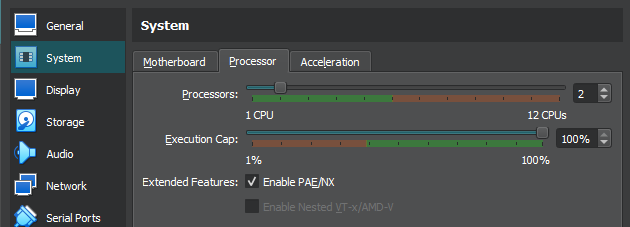 General
System
Display
Storage
Audio
Network
Serial Ports
System
Motherboard
Processor
Acceleration
Processors:
2
1 CPU
12 CPUs
Execution Cap:
100%
1%
100%
Extended Features:
Enable PAE/NX
Enable Nested VT-x/AMD-V